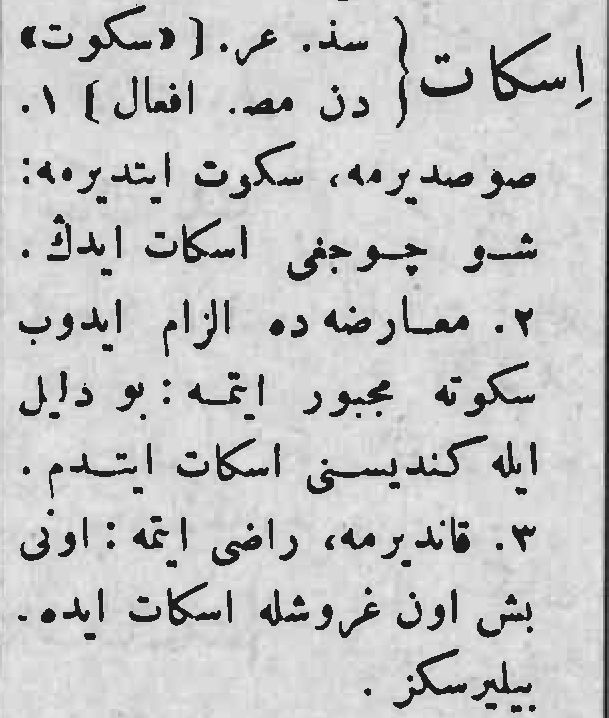 اِسكات { سذ. عر. [ «سكوت»
دن مصـ. افعال ] ١.
صوصديرمه، سكوت ايتديرمه:
شـو چـوجغى اسكات ايدڭ.
٢. معـارضه ده الزام ايدوب
سكوته مجبور ايتمـه: بو دليل
ايله كنديسـنى اسكات ايتـدم.
٣. قانديرمه، راضى ايتمه: اونى
بش اون غروشله اسكات ايده-
بيليرسكز.